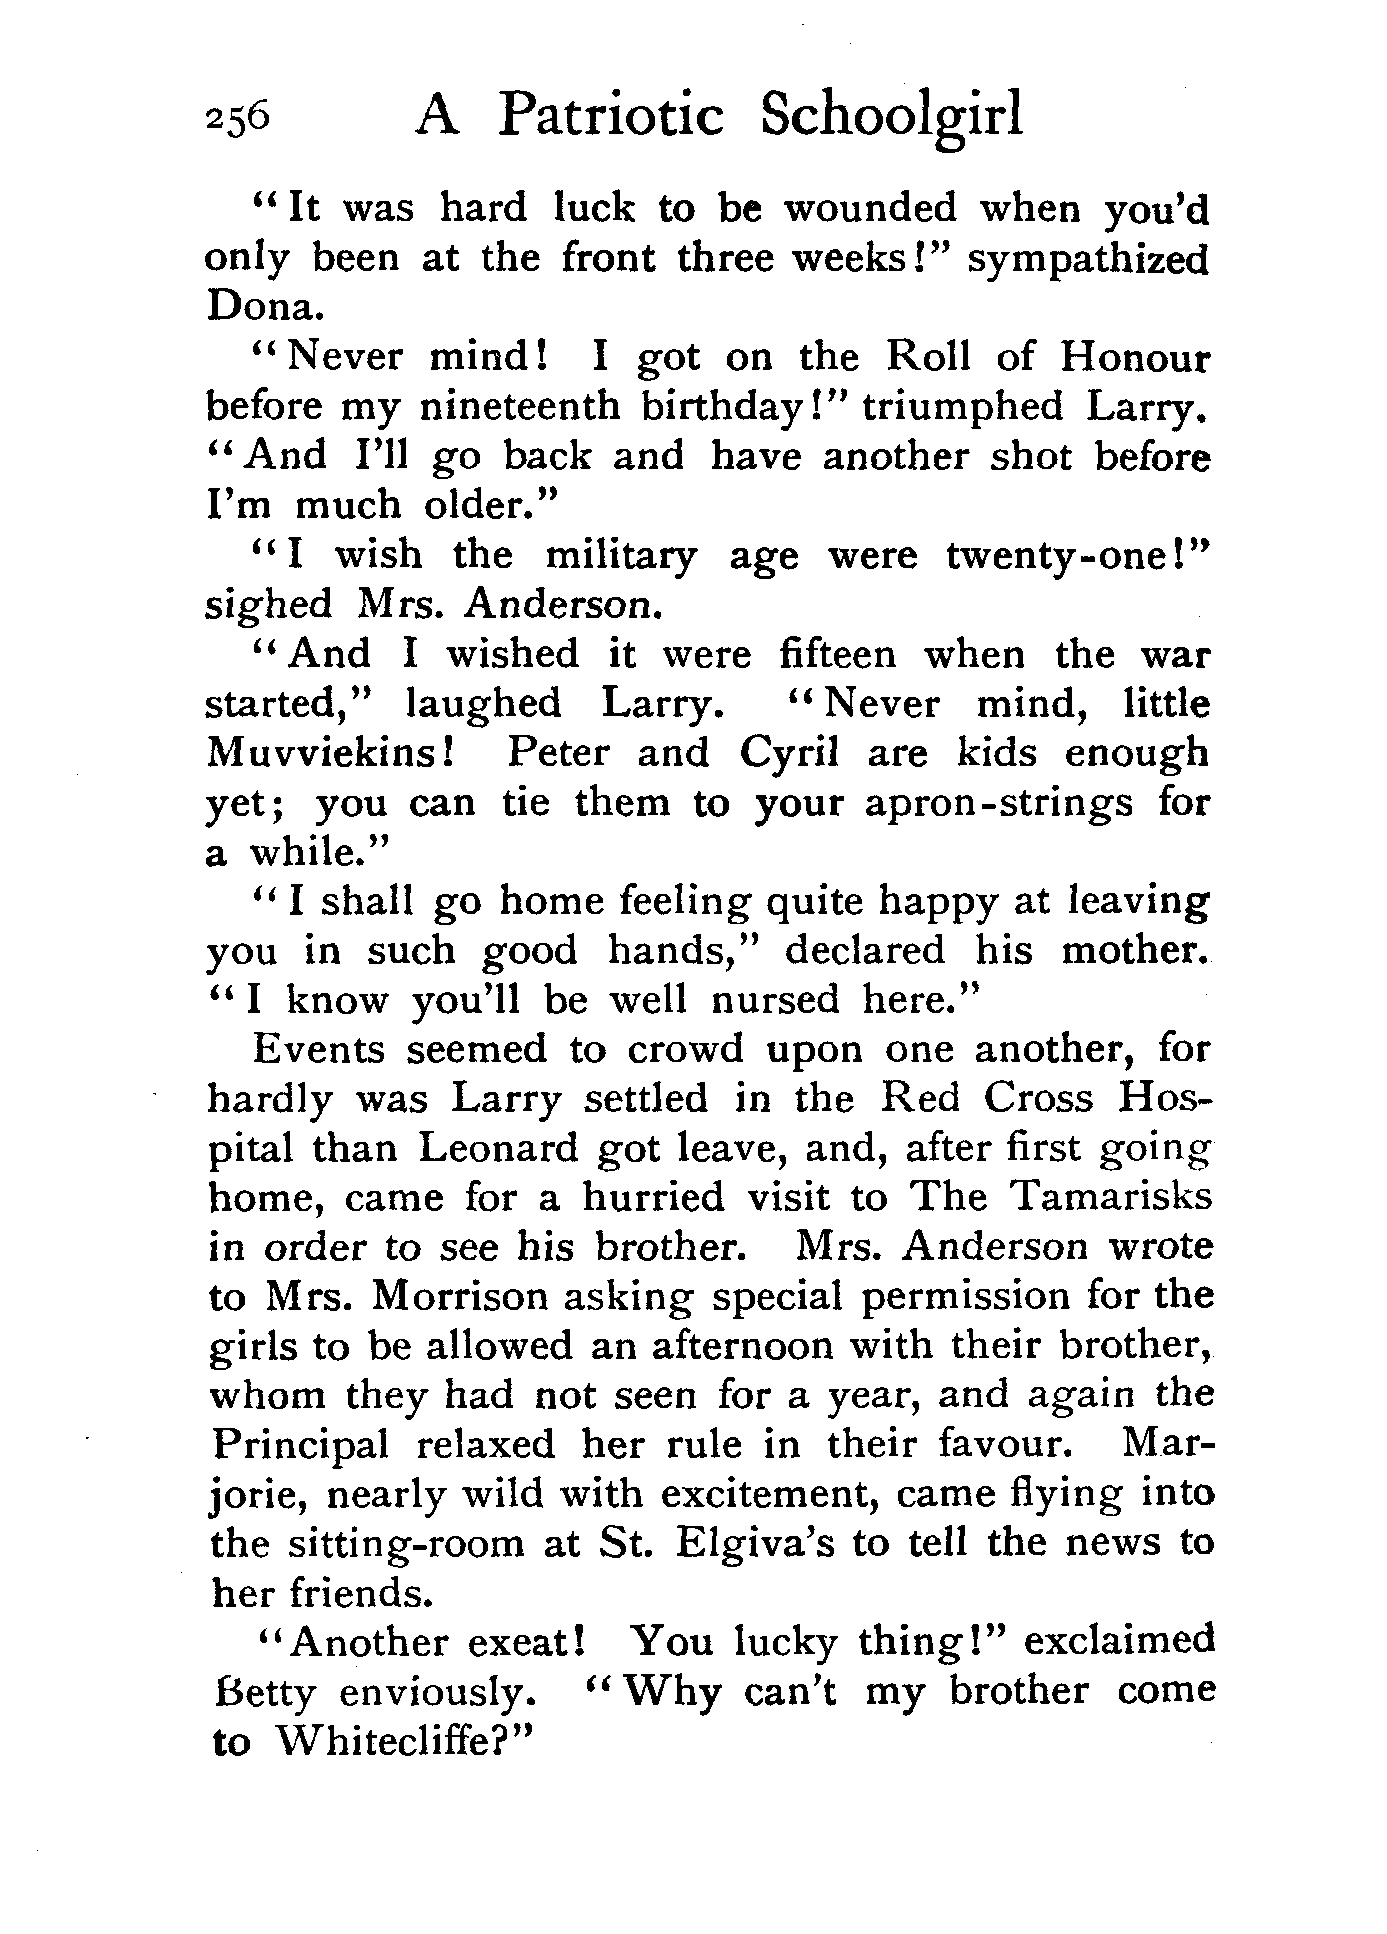 256 A Patriotic Schoolgirl
“It was hard luck to be wounded when you’d
only been at the front three weeks!” sympathized
Dona.
“Never mind! I got on the Roll of Honour
before my nineteenth birthday!” triumphed Larry.
“And I’ll go back and have another shot before
I’m much older.”
“I wish the military age were twenty-one!”
sighed Mrs. Anderson.
“And I wished it were fifteen when the war
started,” laughed Larry. “Never mind, little
Muvviekins! Peter and Cyril are kids enough
yet; you can tie them to your apron-strings for
a while.”
“I shall go home feeling quite happy at leaving
you in such good hands,” declared his mother.
“I know you’ll be well nursed here.”
Events seemed to crowd upon one another, for
hardly was Larry settled in the Red Cross Hos-
pital than Leonard got leave, and, after first going
home, came for a hurried visit to The Tamarisks
in order to see his brother. Mrs. Anderson wrote
to Mrs. Morrison asking special permission for the
girls to be allowed an afternoon with their brother,
whom they had not seen for a year, and again the
Principal relaxed her rule in their favour. Mar-
jorie, nearly wild with excitement, came flying into
the sitting-room at St. Elgiva’s to tell the news to
her friends.
“Another exeat! You lucky thing!” exclaimed
Betty enviously. “Why can’t my brother come
to Whitecliffe?”